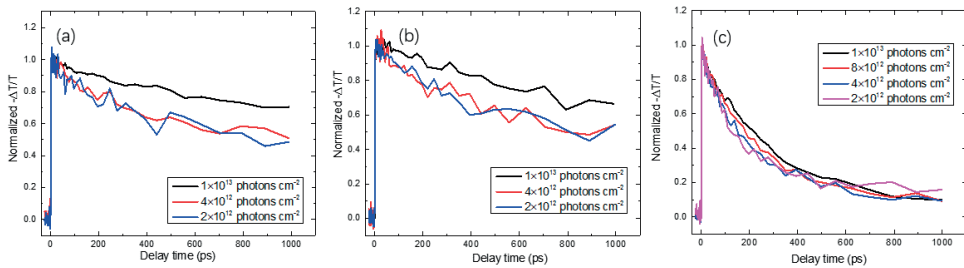 (a)
Normalized -ΔT/T
1.2
1.0
0.8
0.6
0.4
0.2
0.0
1×10¹³ photons cm⁻²
4×10¹² photons cm⁻²
2×10¹² photons cm⁻²
0 200 400 600 800 1000
Delay time (ps)
(b)
Normalized -ΔT/T
1.2
1.0
0.8
0.6
0.4
0.2
0.0
1×10¹³ photons cm⁻²
4×10¹² photons cm⁻²
2×10¹² photons cm⁻²
0 200 400 600 800 1000
Delay time (ps)
(c)
Normalized -ΔT/T
1.2
1.0
0.8
0.6
0.4
0.2
0.0
1×10¹³ photons cm⁻²
8×10¹² photons cm⁻²
4×10¹² photons cm⁻²
2×10¹² photons cm⁻²
0 200 400 600 800 1000
Delay time (ps)